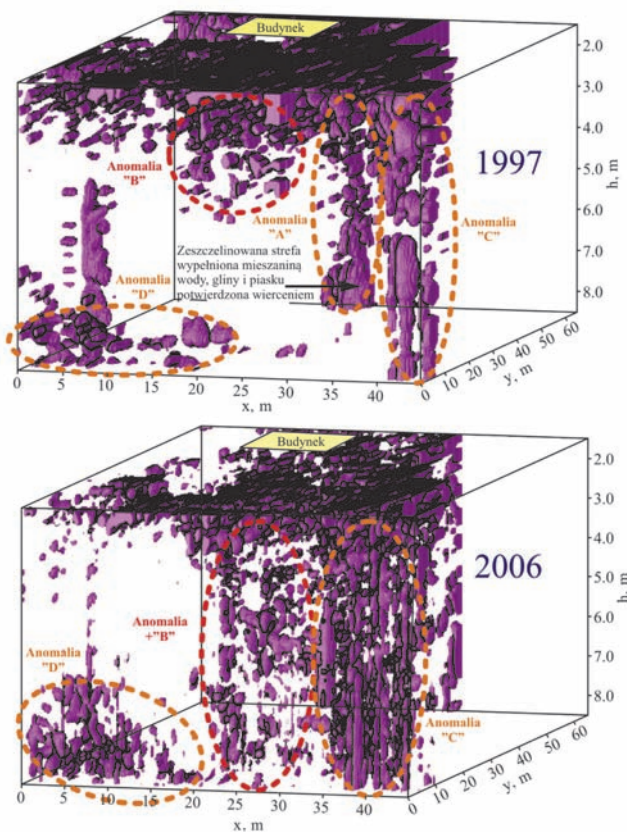 Budynek
2.0
3.0
4.0
5.0
6.0
7.0
8.0
h, m
1997
Anomalia
"B"
Anomalia
"A"
Anomalia
"C"
Zeszczelinowana strefa
wypełniona mieszaniną
wody, gliny i piasku
potwierdzona wierceniem
Anomalia
"D"
0 5 10 15 20 25 30 35 40
x, m
0 10 20 30 40 50 60
y, m
Budynek
2.0
3.0
4.0
5.0
6.0
7.0
8.0
h, m
2006
Anomalia
+"B"
Anomalia
"D"
Anomalia
"C"
0 5 10 15 20 25 30 35 40
x, m
0 10 20 30 40 50 60
y, m